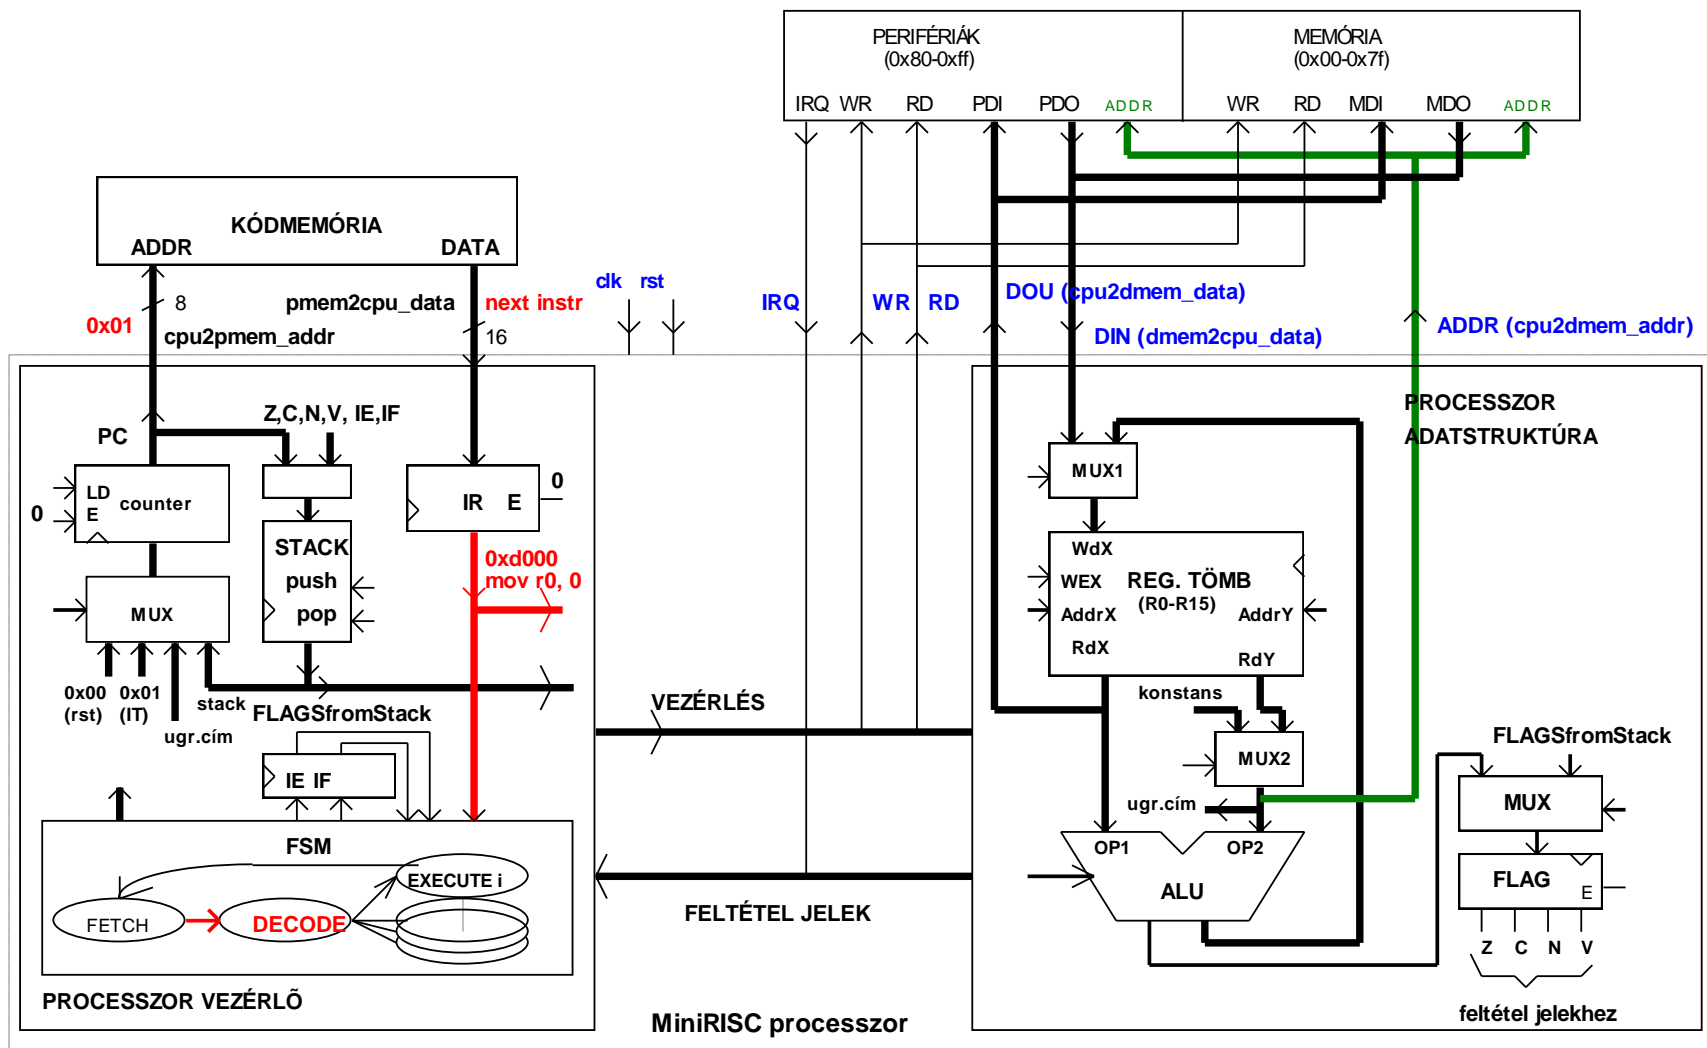 PERIFÉRIÁK
(0x80-0xff)
MEMÓRIA
(0x00-0x7f)
IRQ WR RD PDI PDO ADDR
WR RD MDI MDO ADDR
KÓDMEMÓRIA
ADDR DATA
8
0x01
cpu2pmem_addr
pmem2cpu_data
next instr
16
clk rst
IRQ
WR RD
DOU (cpu2dmem_data)
DIN (dmem2cpu_data)
ADDR (cpu2dmem_addr)
PC
Z,C,N,V, IE,IF
LD
E
counter
0
IR E
0
STACK
push
pop
0xd000
mov r0, 0
MUX
0x00
(rst)
0x01
(IT)
ugr.cím
stack
FLAGSfromStack
IE IF
FSM
FETCH
DECODE
EXECUTE i
PROCESSZOR VEZÉRLÕ
VEZÉRLÉS
FELTÉTEL JELEK
MiniRISC processzor
PROCESSZOR
ADATSTRUKTÚRA
MUX1
WdX
WEX
REG. TÖMB
(R0-R15)
AddrX
AddrY
RdX
RdY
konstans
MUX2
ugr.cím
OP1 OP2
ALU
FLAGSfromStack
MUX
FLAG
E
Z C N V
feltétel jelekhez